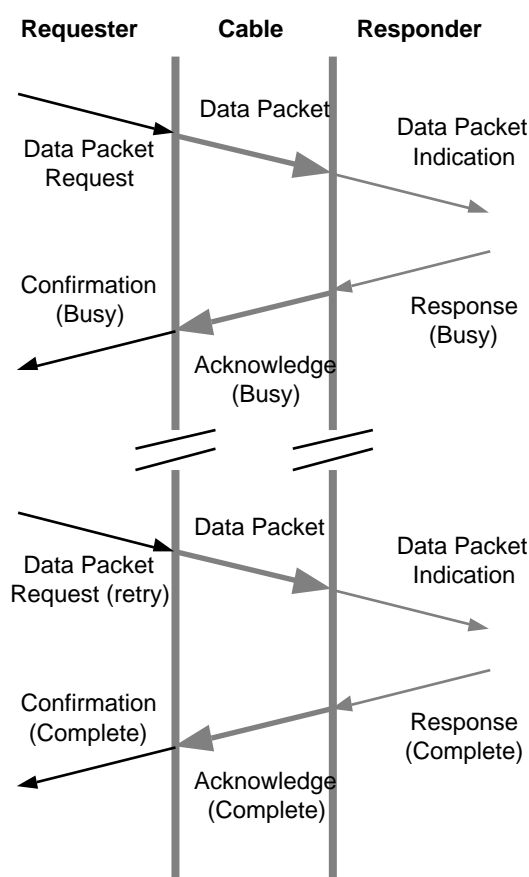 Requester Cable Responder
Data Packet
Data Packet
Request
Data Packet
Indication
Confirmation
(Busy)
Response
(Busy)
Acknowledge
(Busy)
Data Packet
Data Packet
Request (retry)
Data Packet
Indication
Confirmation
(Complete)
Response
(Complete)
Acknowledge
(Complete)